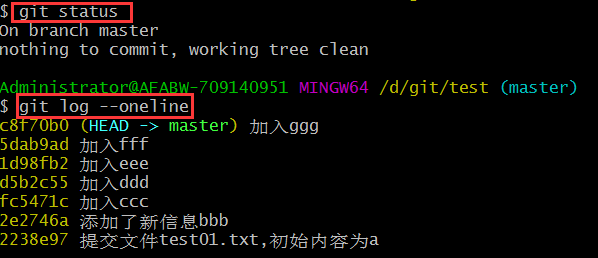 $ git status
On branch master
nothing to commit, working tree clean
Administrator@AFABW-709140951 MINGW64 /d/git/test (master)
$ git log --oneline
c8f70b0 (HEAD -> master) 加入ggg
5dab9ad 加入fff
1d98fb2 加入eee
d5b2c55 加入ddd
fc5471c 加入ccc
2e2746a 添加了新信息bbb
2238e97 提交文件test01.txt,初始内容为a